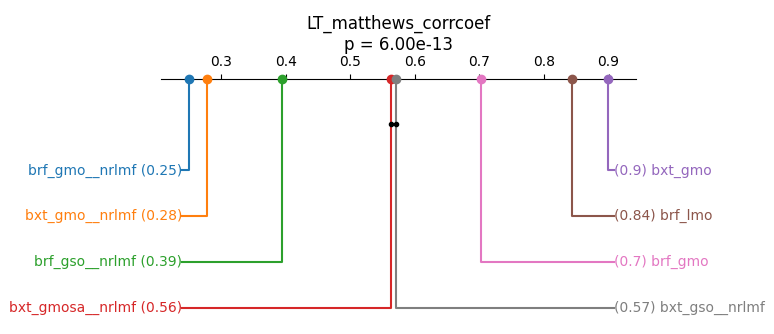 LT_matthews_corrcoef
p = 6.00e-13
0.3 0.4 0.5 0.6 0.7 0.8 0.9
brf_gmo__nrlmf (0.25) (0.9) bxt_gmo
bxt_gmo__nrlmf (0.28) (0.84) brf_lmo
brf_gso__nrlmf (0.39) (0.7) brf_gmo
bxt_gmosa__nrlmf (0.56) (0.57) bxt_gso__nrlmf